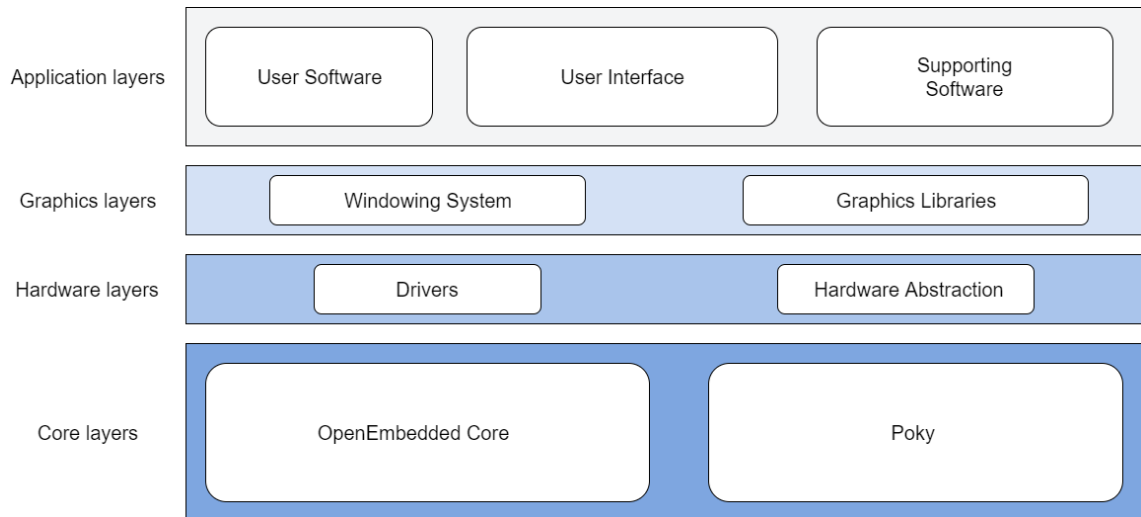 Application layers
User Software
User Interface
Supporting
Software
Graphics layers
Windowing System
Graphics Libraries
Hardware layers
Drivers
Hardware Abstraction
Core layers
OpenEmbedded Core
Poky